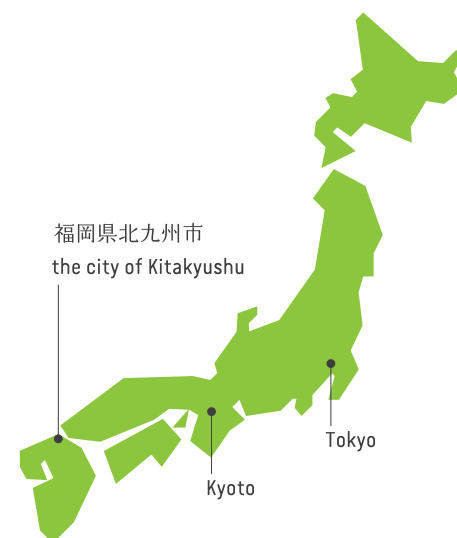 福岡県北九州市
the city of Kitakyushu
Tokyo
Kyoto